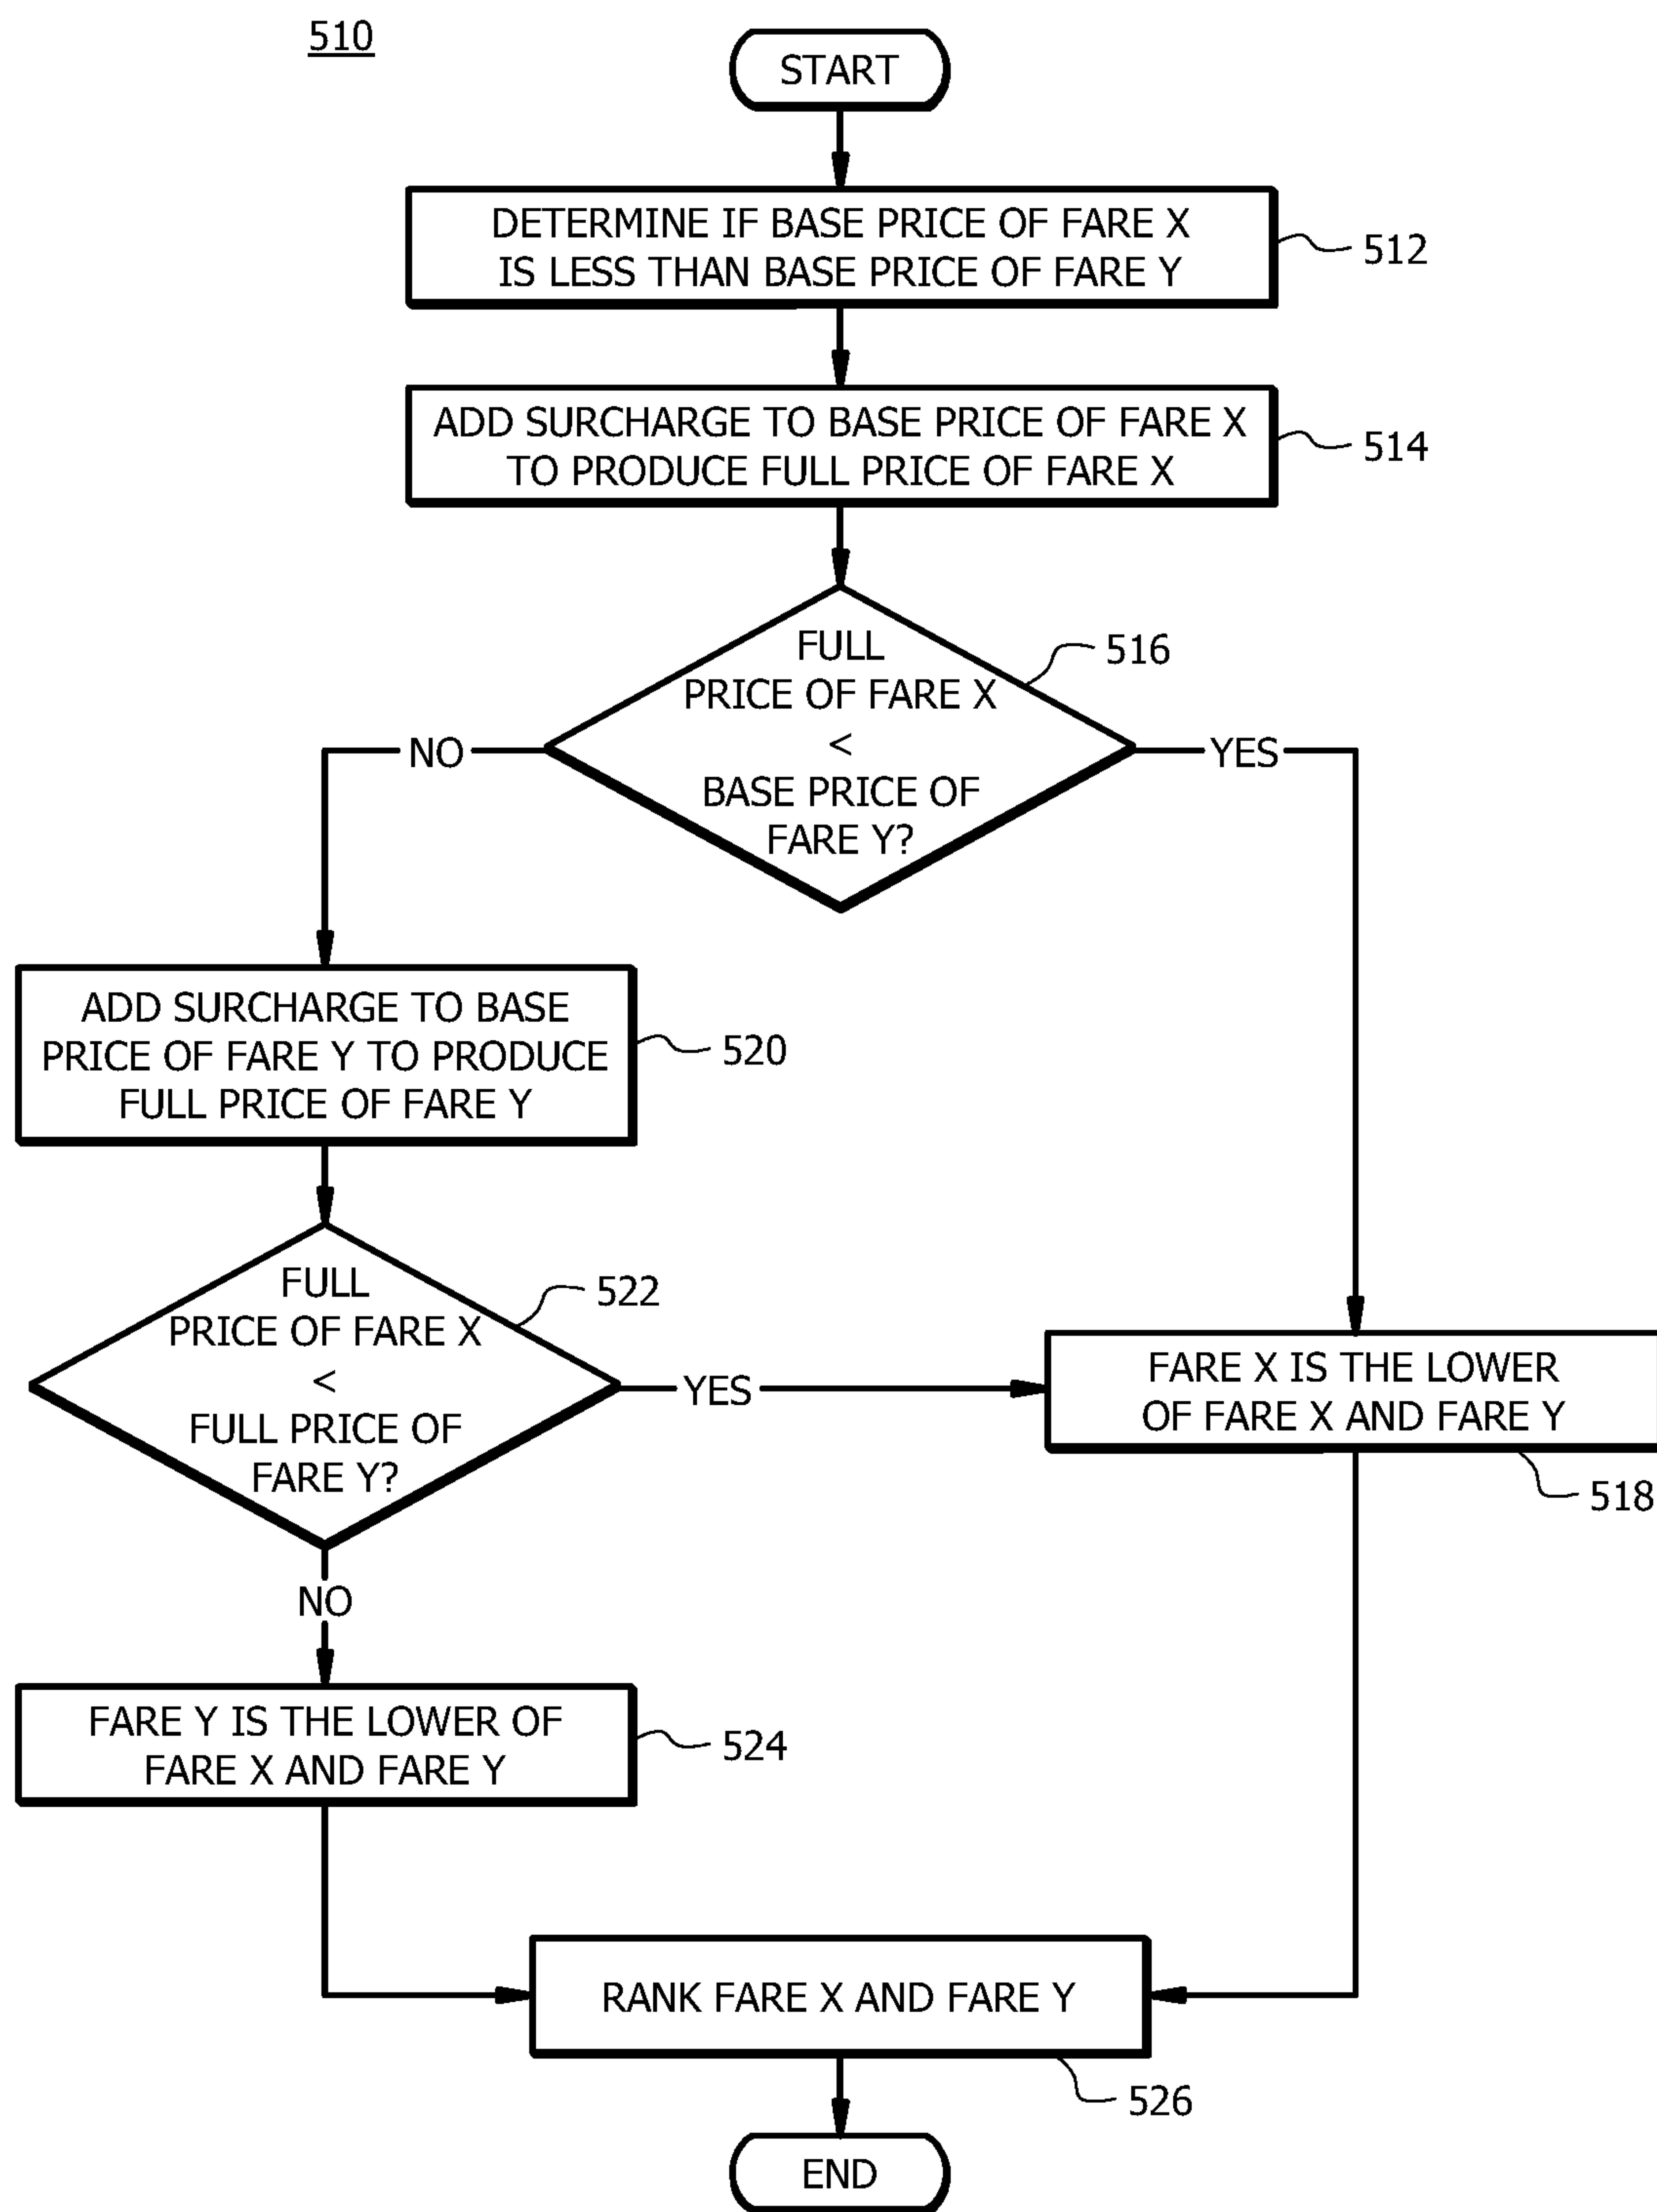 510
START
DETERMINE IF BASE PRICE OF FARE X
IS LESS THAN BASE PRICE OF FARE Y
512
ADD SURCHARGE TO BASE PRICE OF FARE X
TO PRODUCE FULL PRICE OF FARE X
514
FULL
PRICE OF FARE X
<
BASE PRICE OF
FARE Y?
516
NO
YES
ADD SURCHARGE TO BASE
PRICE OF FARE Y TO PRODUCE
FULL PRICE OF FARE Y
520
FULL
PRICE OF FARE X
<
FULL PRICE OF
FARE Y?
522
YES
FARE X IS THE LOWER
OF FARE X AND FARE Y
518
NO
FARE Y IS THE LOWER OF
FARE X AND FARE Y
524
RANK FARE X AND FARE Y
526
END